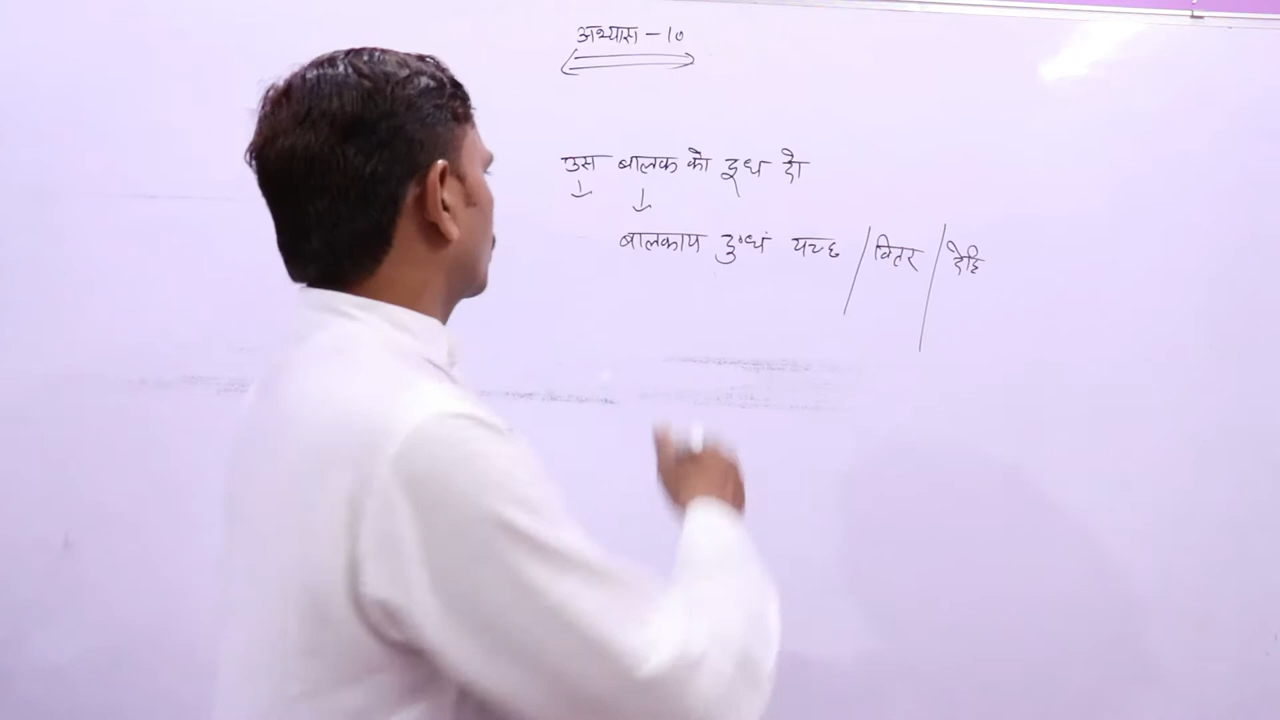 अभ्यास - 10
उस बालक को दूध दो
बालकाय दुग्धं यच्छ / वितर / देहि